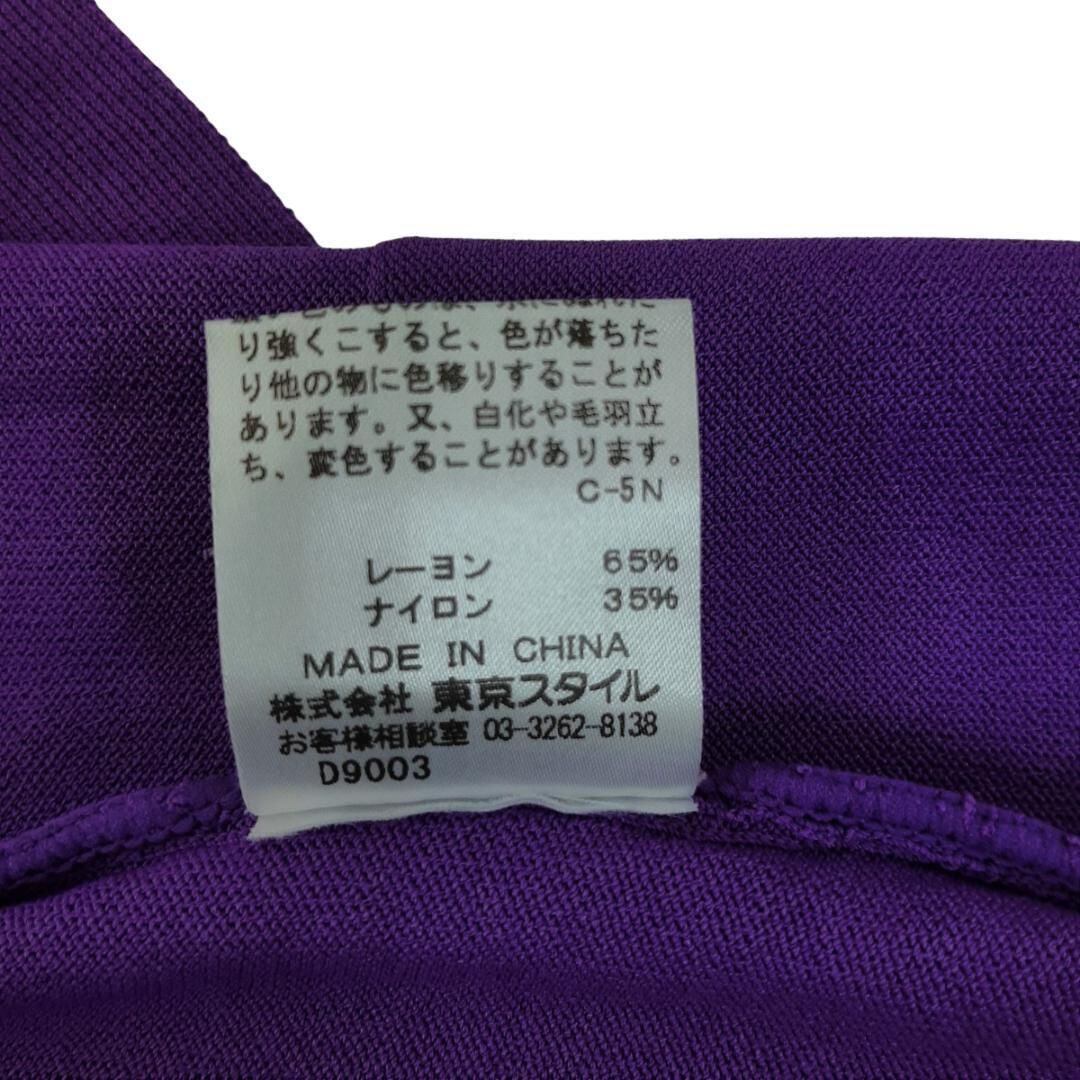 り強くこすると、色が落ちた
り他の物に色移りすることが
あります。又、白化や毛羽立
ち、変色することがあります。
C-5N
レーヨン 65%
ナイロン 35%
MADE IN CHINA
株式会社 東京スタイル
お客様相談室 03-3262-8138
D9003